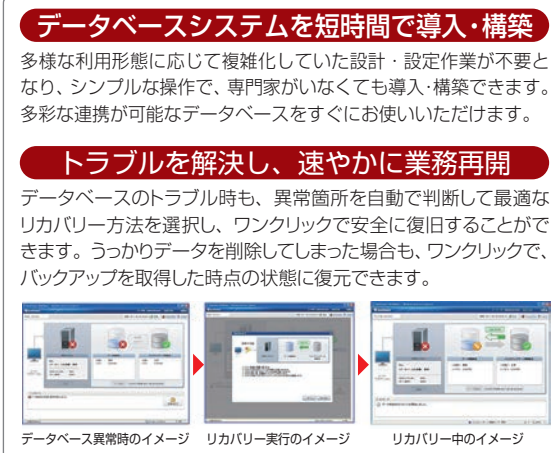 データベースシステムを短時間で導入・構築
多様な利用形態に応じて複雑化していた設計・設定作業が不要と
なり、シンプルな操作で、専門家がいなくても導入・構築できます。
多彩な連携が可能なデータベースをすぐにお使いいただけます。
トラブルを解決し、速やかに業務再開
データベースのトラブル時も、異常箇所を自動で判断して最適な
リカバリー方法を選択し、ワンクリックで安全に復旧することがで
きます。うっかりデータを削除してしまった場合も、ワンクリックで、
バックアップを取得した時点の状態に復元できます。
データベース異常時のイメージ
リカバリー実行のイメージ
リカバリー中のイメージ